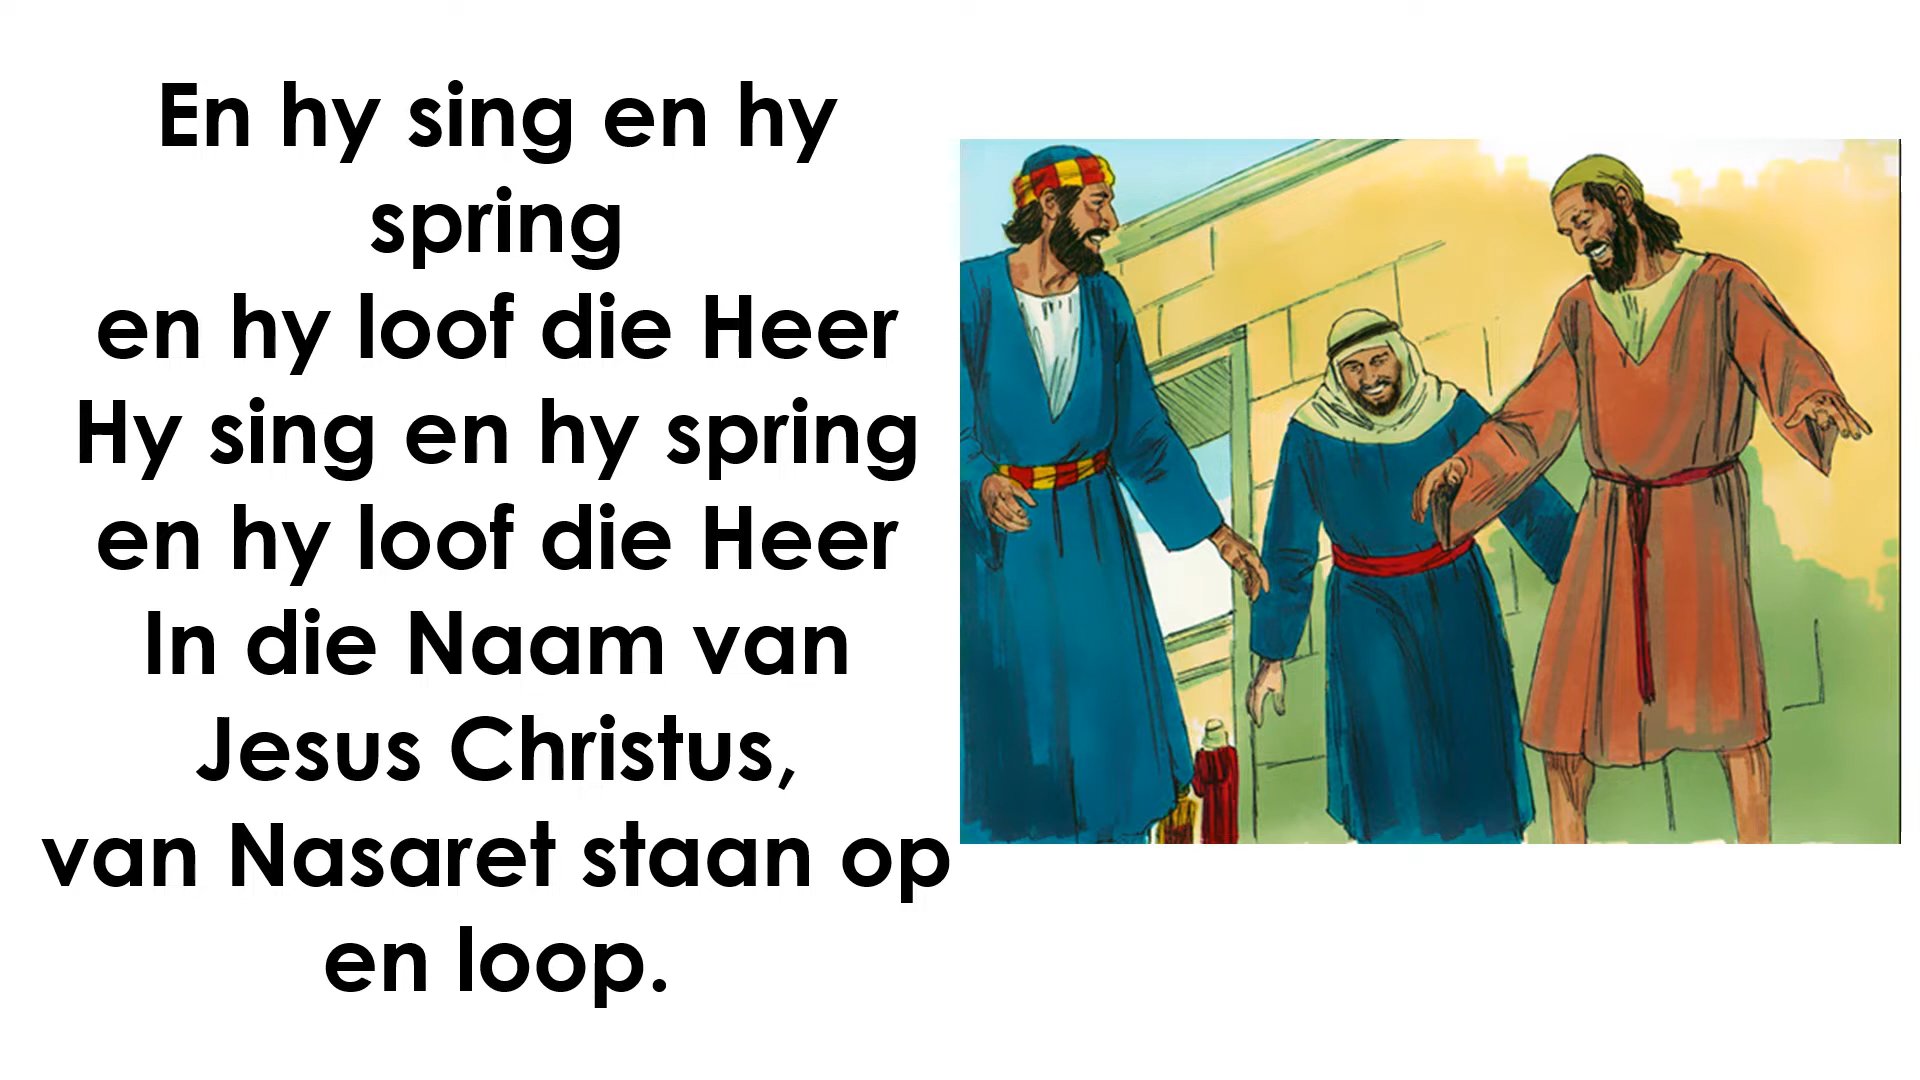 En hy sing en hy
spring
en hy loof die Heer
Hy sing en hy spring
en hy loof die Heer
In die Naam van
Jesus Christus,
van Nasaret staan op
en loop.